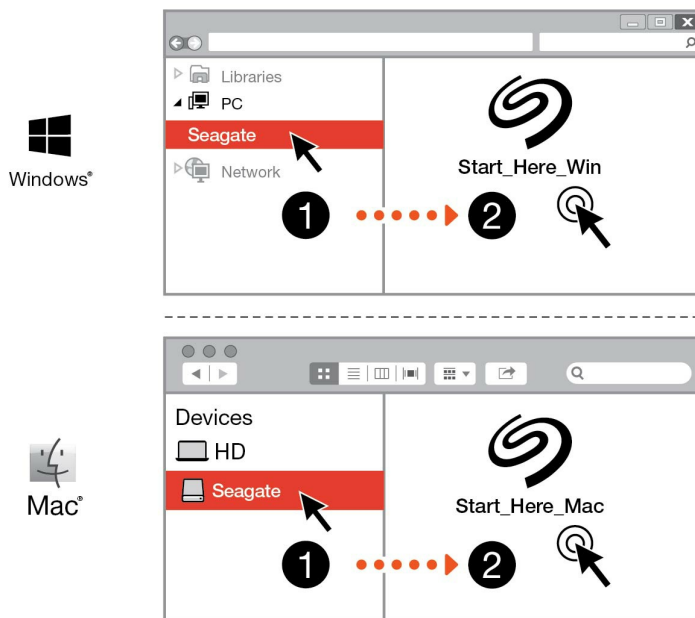 Windows®
Libraries
PC
Seagate
Network
Start_Here_Win
1
2
Mac®
Devices
HD
Seagate
Start_Here_Mac
1
2